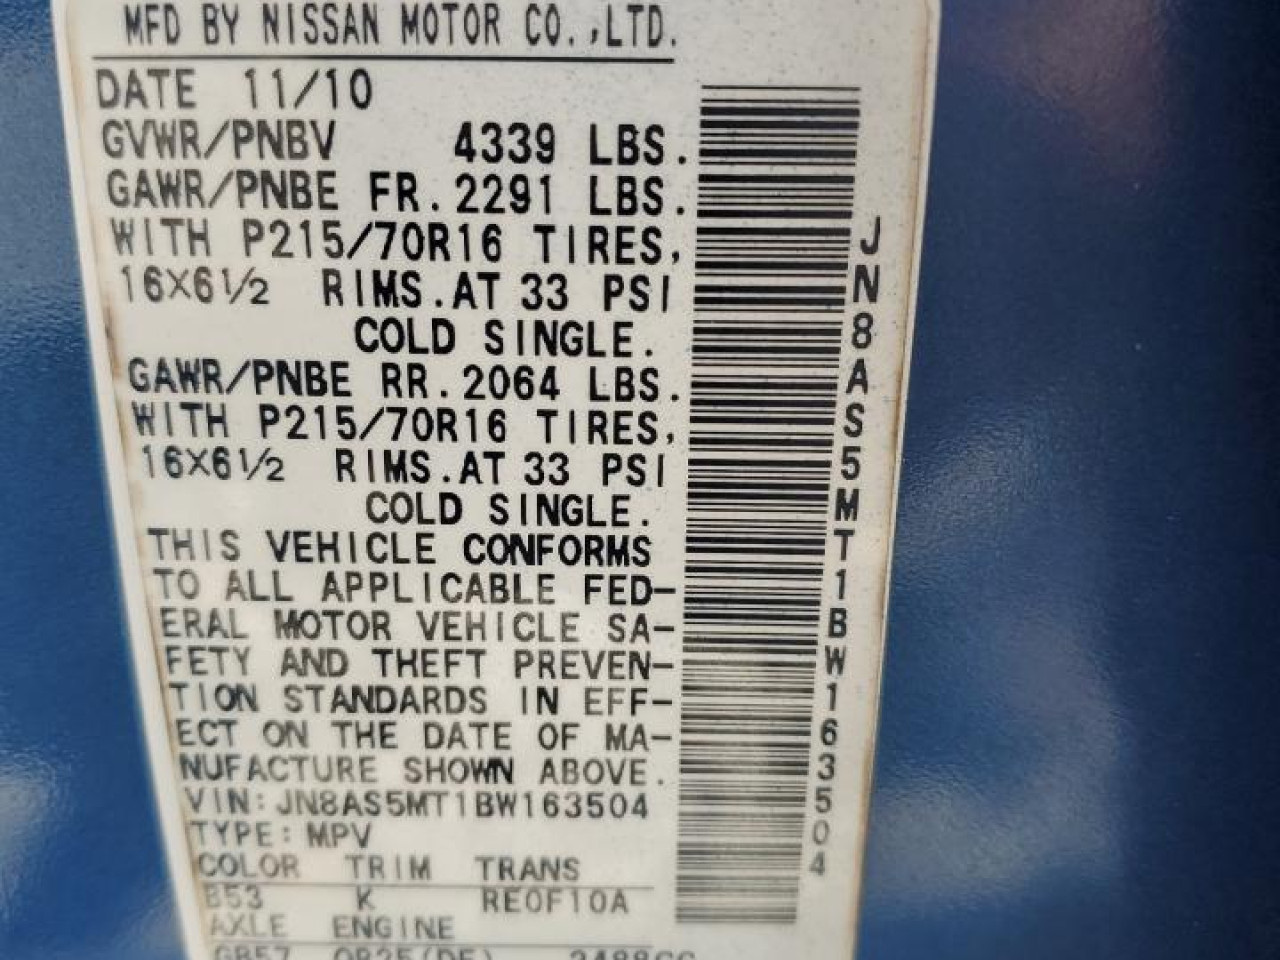 MFD BY NISSAN MOTOR CO.,LTD.
DATE 11/10
GVWR/PNBV 4339 LBS.
GAWR/PNBE FR.2291 LBS.
WITH P215/70R16 TIRES,
16X6½ RIMS.AT 33 PSI
COLD SINGLE.
GAWR/PNBE RR.2064 LBS.
WITH P215/70R16 TIRES,
16X6½ RIMS.AT 33 PSI
COLD SINGLE.
THIS VEHICLE CONFORMS
TO ALL APPLICABLE FED-
ERAL MOTOR VEHICLE SA-
FETY AND THEFT PREVEN-
TION STANDARDS IN EFF-
ECT ON THE DATE OF MA-
NUFACTURE SHOWN ABOVE.
VIN:JN8AS5MT1BW163504
TYPE:MPV
COLOR TRIM TRANS
B53 K RE0F10A
AXLE ENGINE
GB57 QR25(DE) 2488CC
JN8AS5MT1BW163504